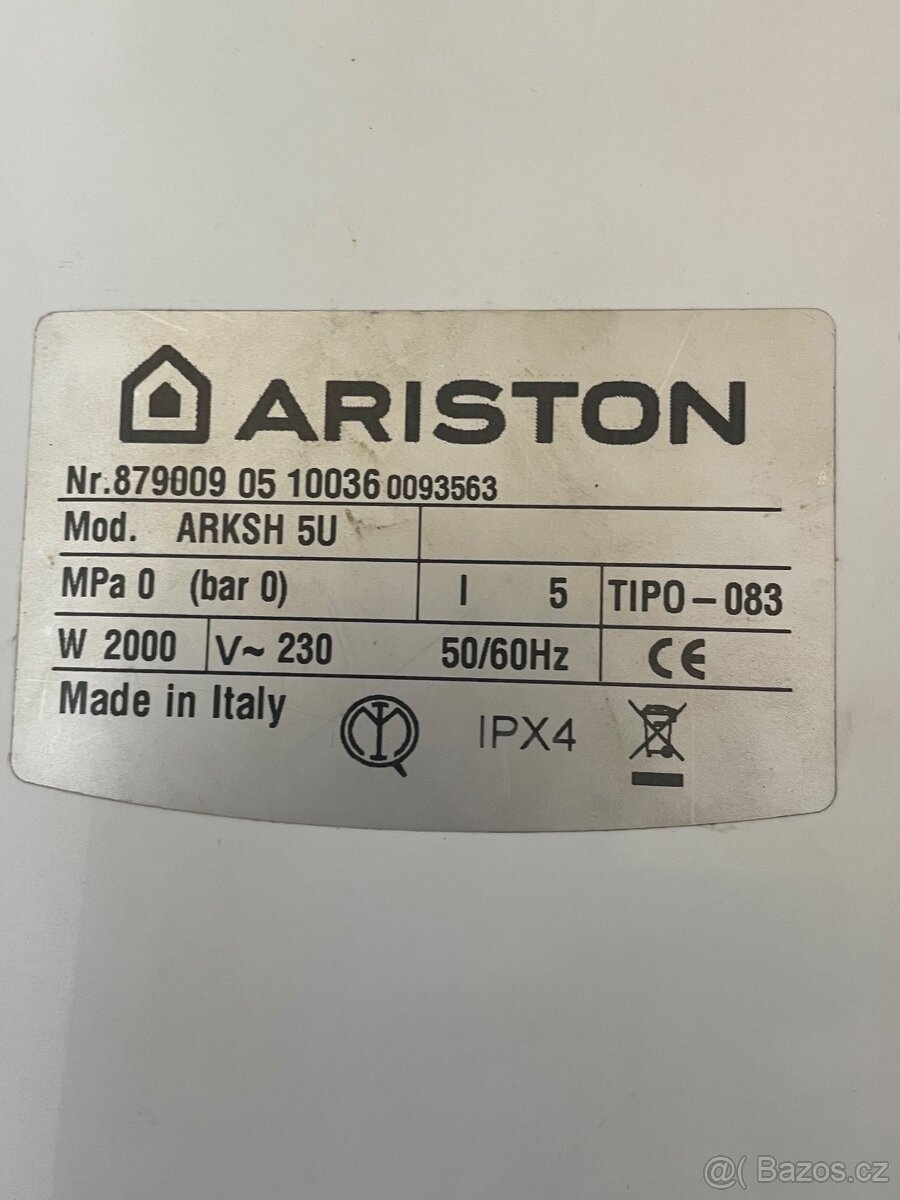 ARISTON
Nr.879009 05 10036 0093563
Mod. ARKSH 5U
MPa 0 (bar 0) l 5 TIPO-083
W 2000 V~ 230 50/60Hz CE
Made in Italy IPX4
@( Bazos.cz